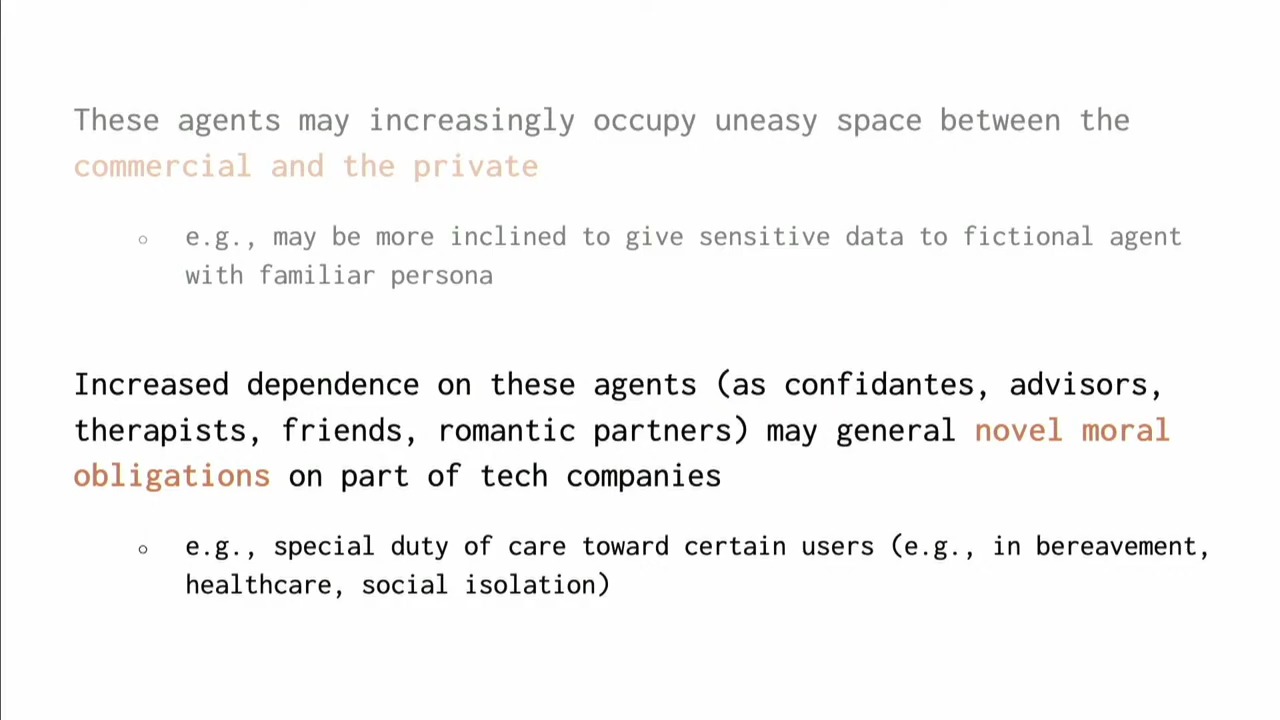 These agents may increasingly occupy uneasy space between the
commercial and the private
○ e.g., may be more inclined to give sensitive data to fictional agent
with familiar persona
Increased dependence on these agents (as confidantes, advisors,
therapists, friends, romantic partners) may general novel moral
obligations on part of tech companies
○ e.g., special duty of care toward certain users (e.g., in bereavement,
healthcare, social isolation)